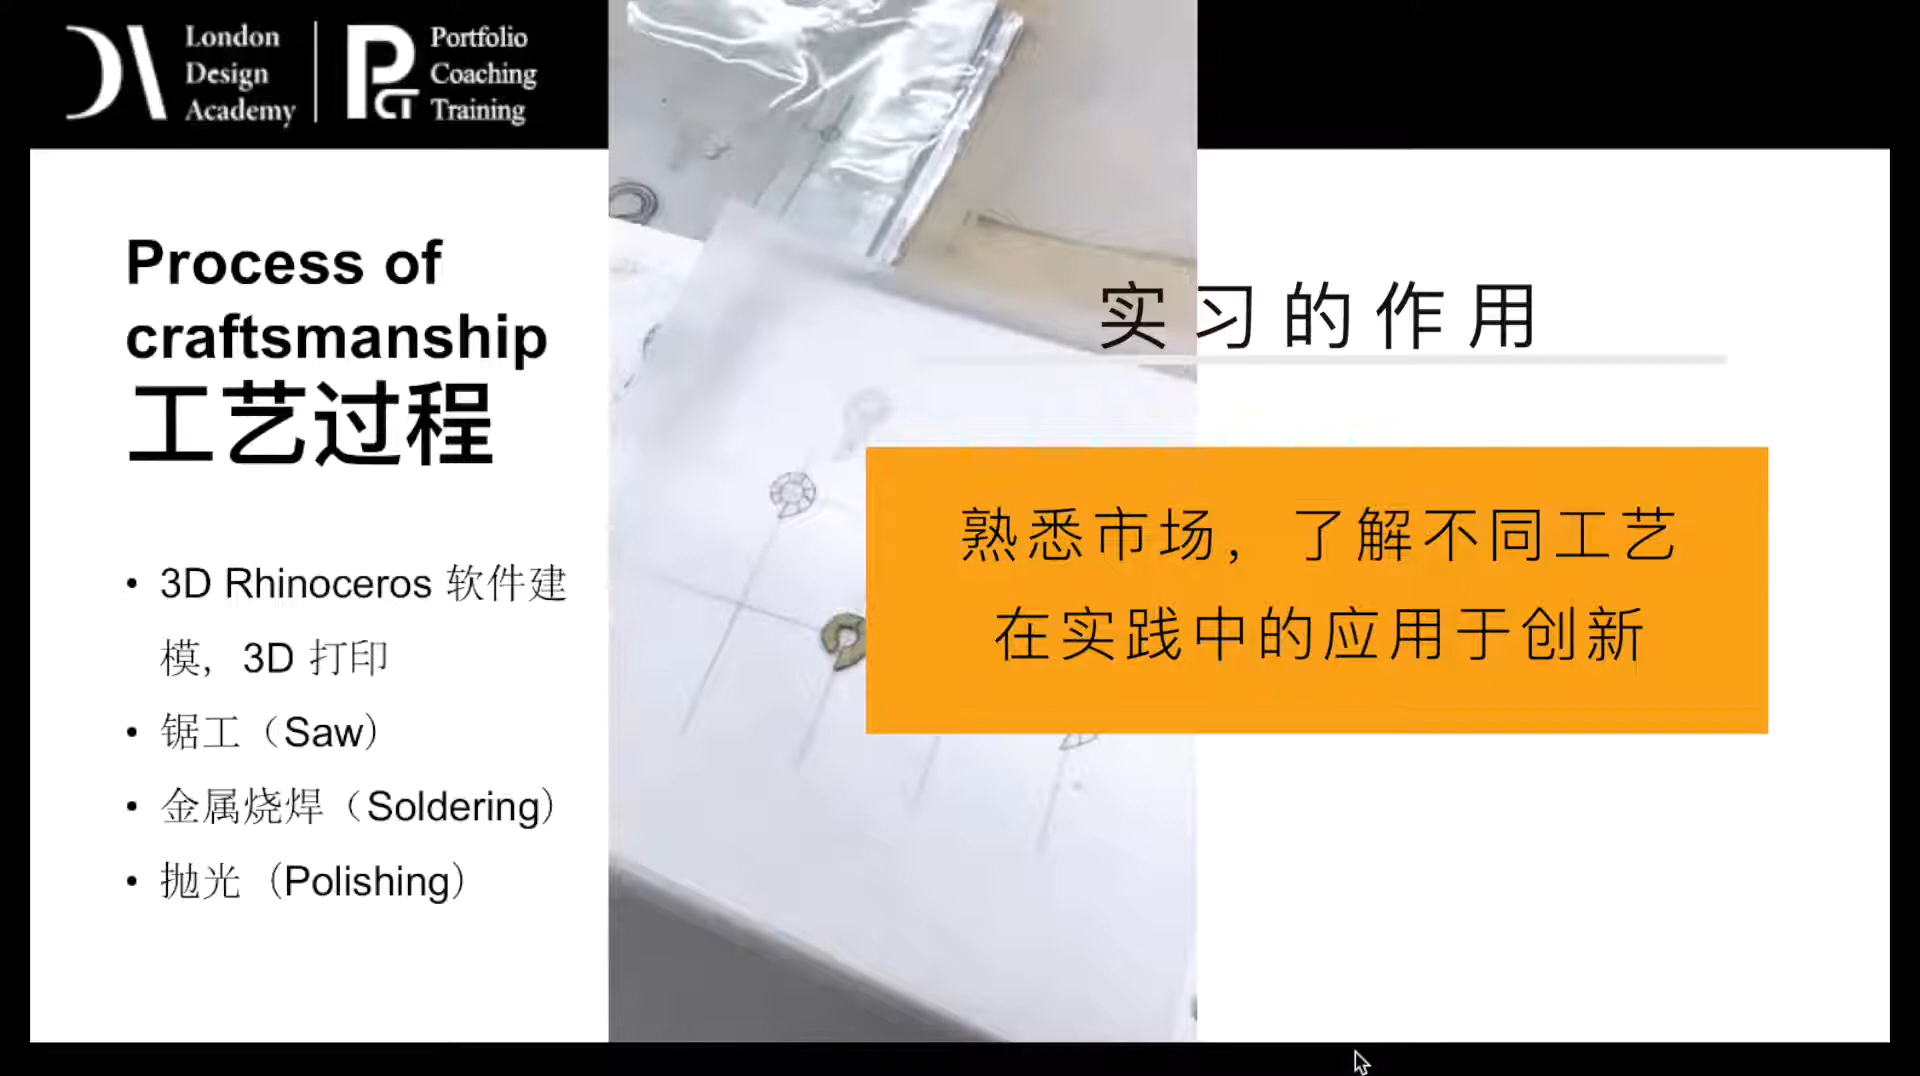 London
Design
Academy
Portfolio
Coaching
Training
Process of
craftsmanship
工艺过程
• 3D Rhinoceros 软件建
模，3D 打印
• 锯工（Saw）
• 金属烧焊（Soldering）
• 抛光（Polishing）
实习的作用
熟悉市场，了解不同工艺
在实践中的应用于创新